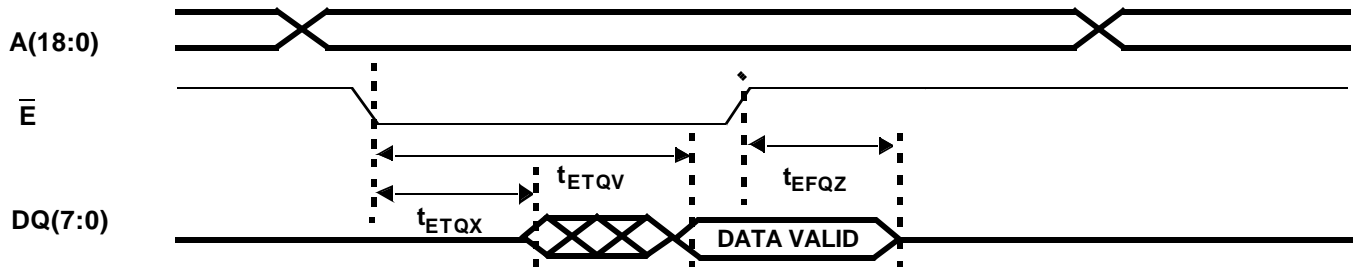 A(18:0)
E̅
tETQV
tEFQZ
tETQX
DQ(7:0)
DATA VALID